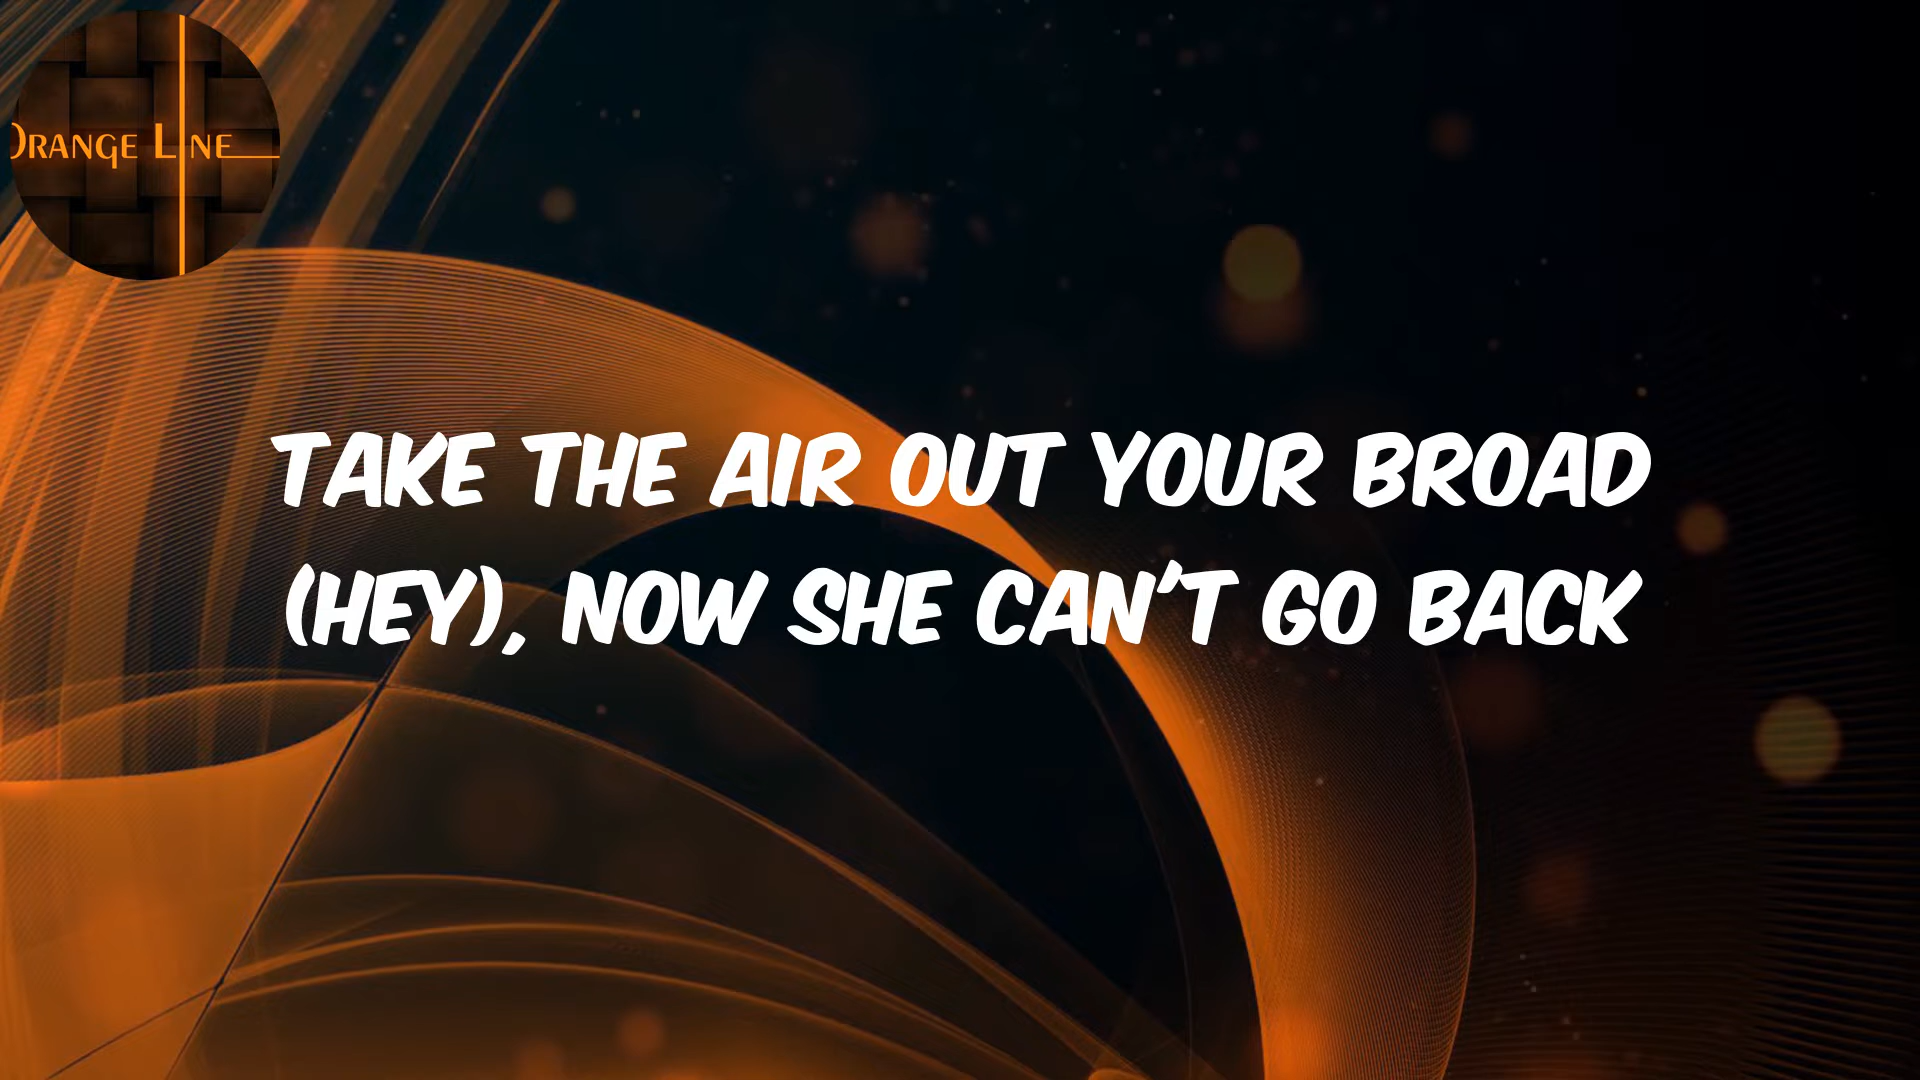 ORANGE LINE
TAKE THE AIR OUT YOUR BROAD
(HEY), NOW SHE CAN'T GO BACK